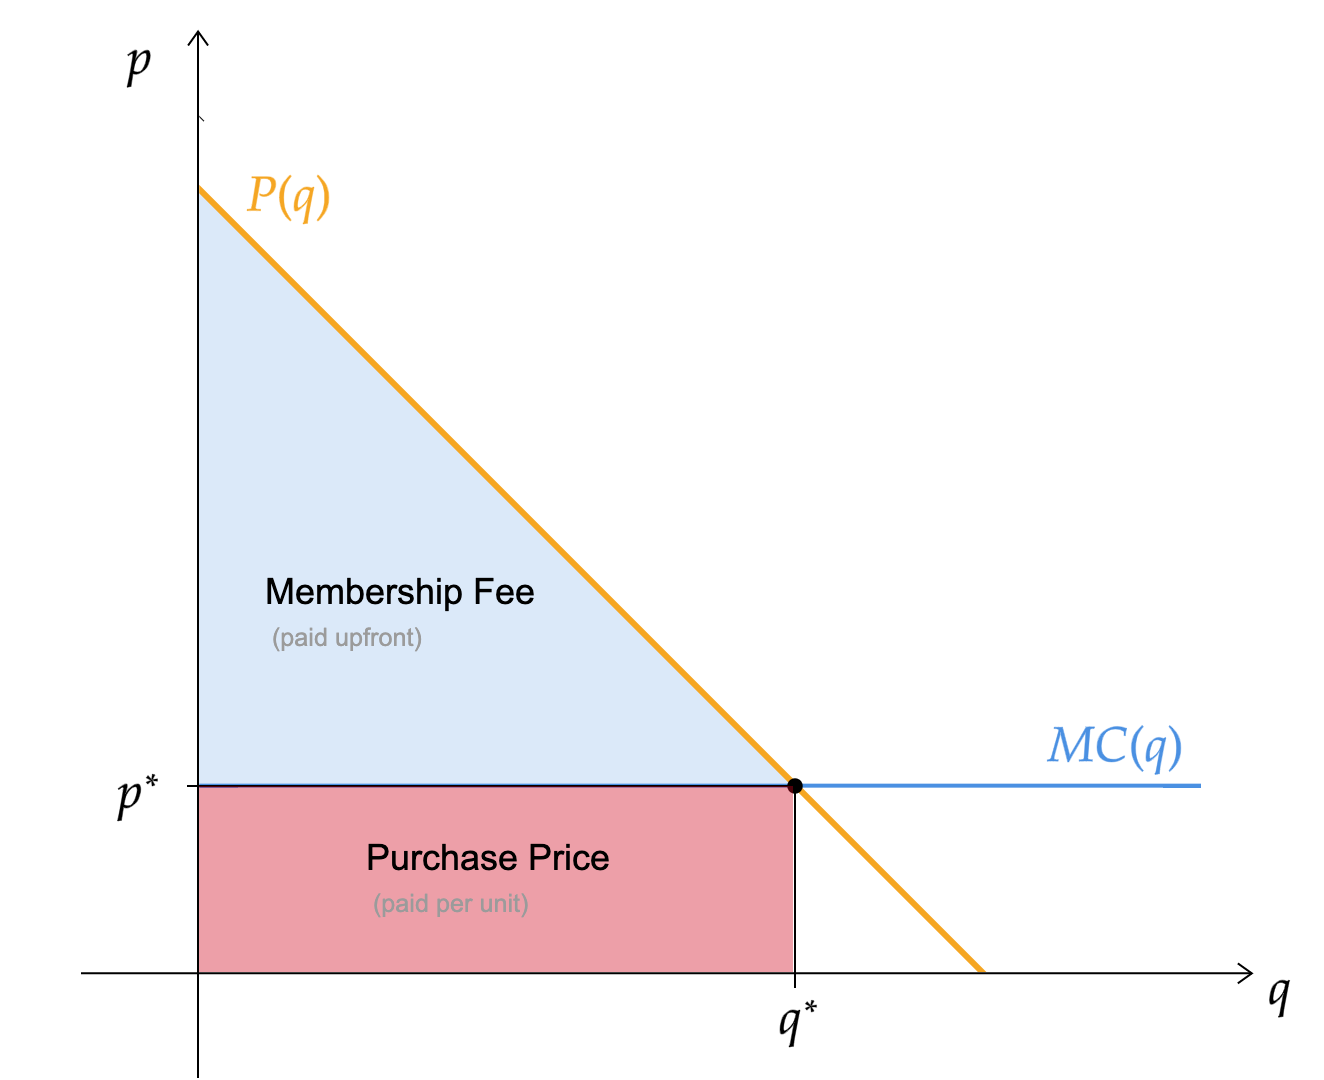 p
P(q)
Membership Fee
(paid upfront)
MC(q)
p*
Purchase Price
(paid per unit)
q
q*